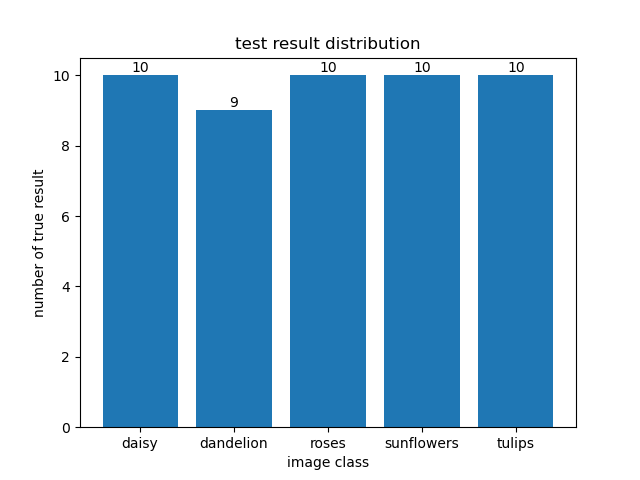 test result distribution
10
9
10
10
10
10
8
6
4
2
0
number of true result
daisy
dandelion
roses
sunflowers
tulips
image class